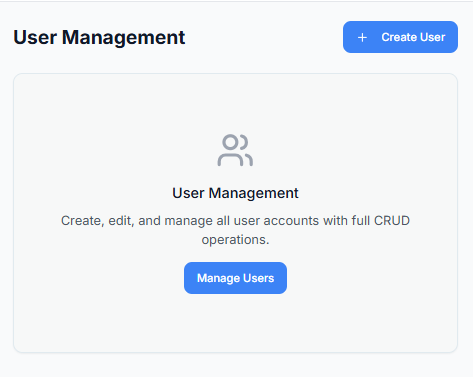 User Management
+ Create User
User Management
Create, edit, and manage all user accounts with full CRUD
operations.
Manage Users